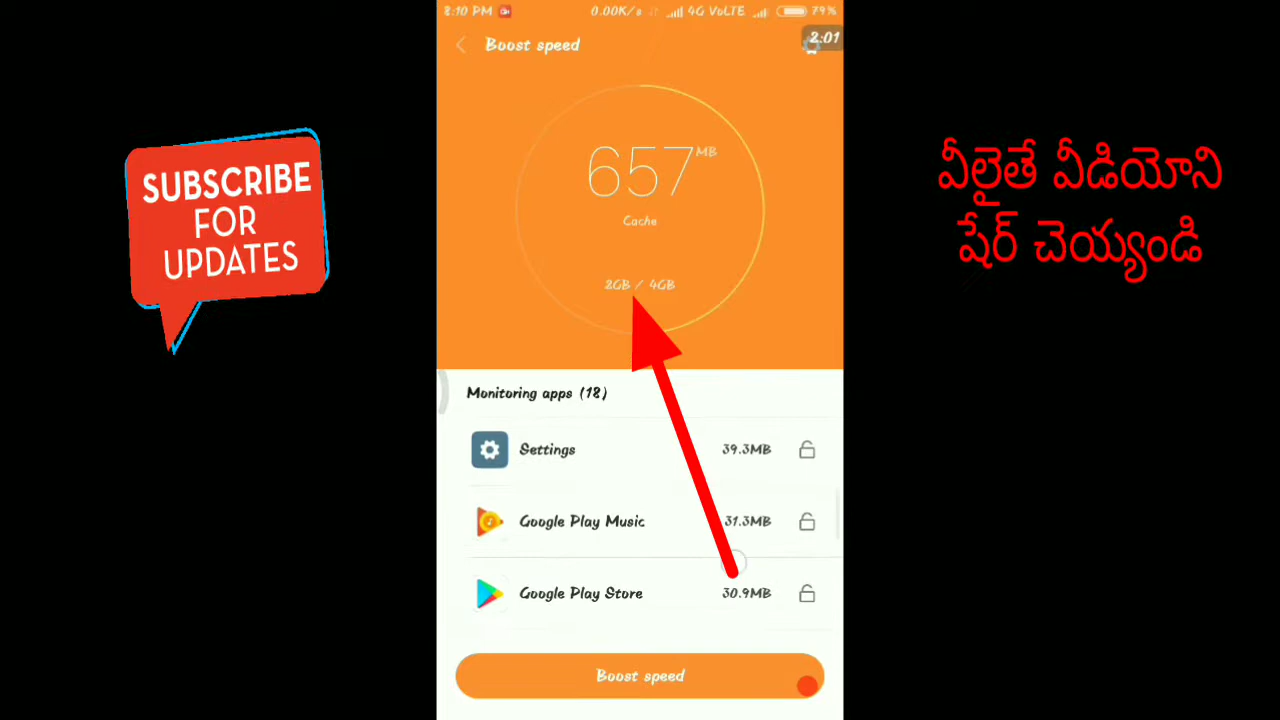 8:10 PM 0.00K/s 4G VoLTE 79%
2:01
Boost speed
657 MB
Cache
2GB / 4GB
SUBSCRIBE
FOR
UPDATES
వీలైతే వీడియోని
షేర్ చెయ్యండి
Monitoring apps (18)
Settings 39.3MB
Google Play Music 31.3MB
Google Play Store 30.9MB
Boost speed